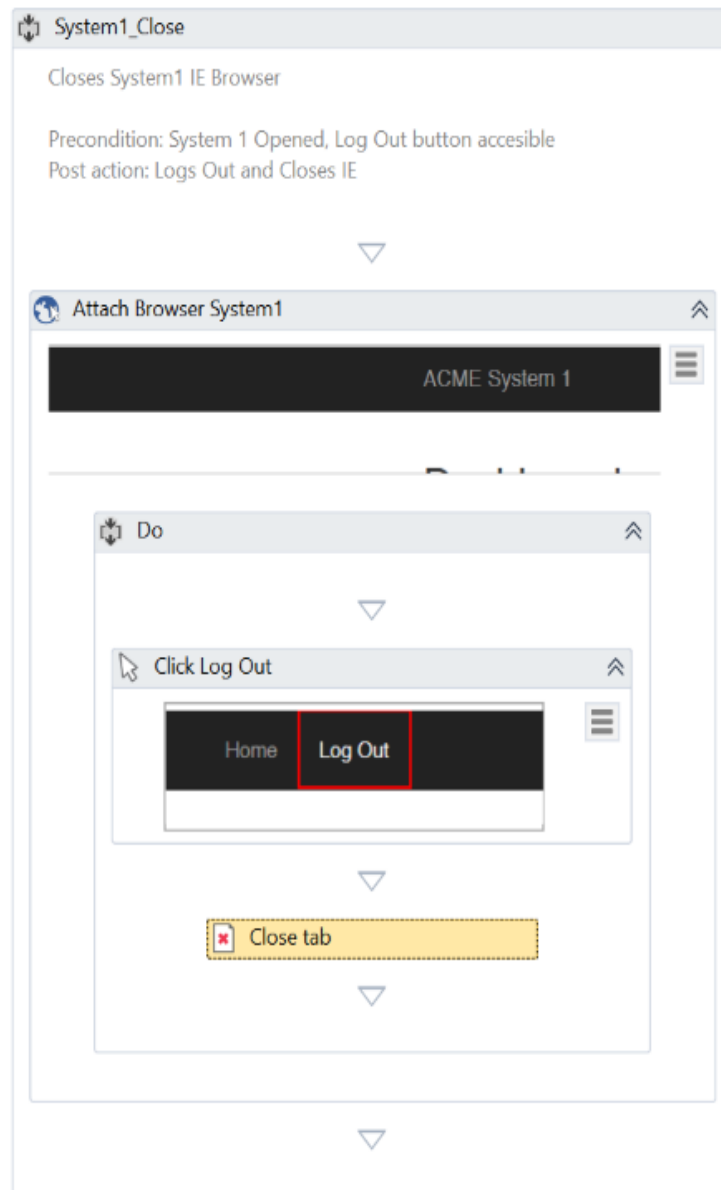 System1_Close
Closes System1 IE Browser
Precondition: System 1 Opened, Log Out button accesible
Post action: Logs Out and Closes IE
Attach Browser System1
ACME System 1
Do
Click Log Out
Home Log Out
Close tab